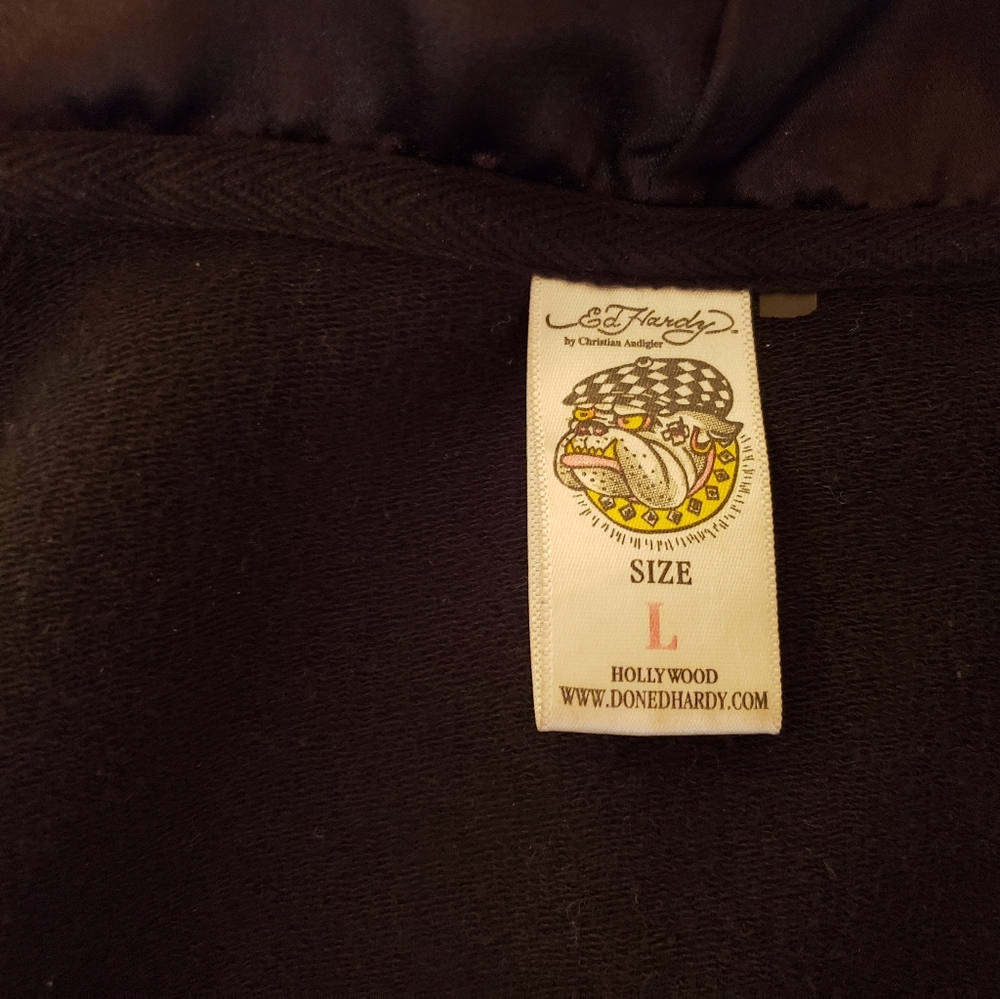 Ed Hardy
by Christian Audigier
SIZE
L
HOLLYWOOD
WWW.DONEDHARDY.COM